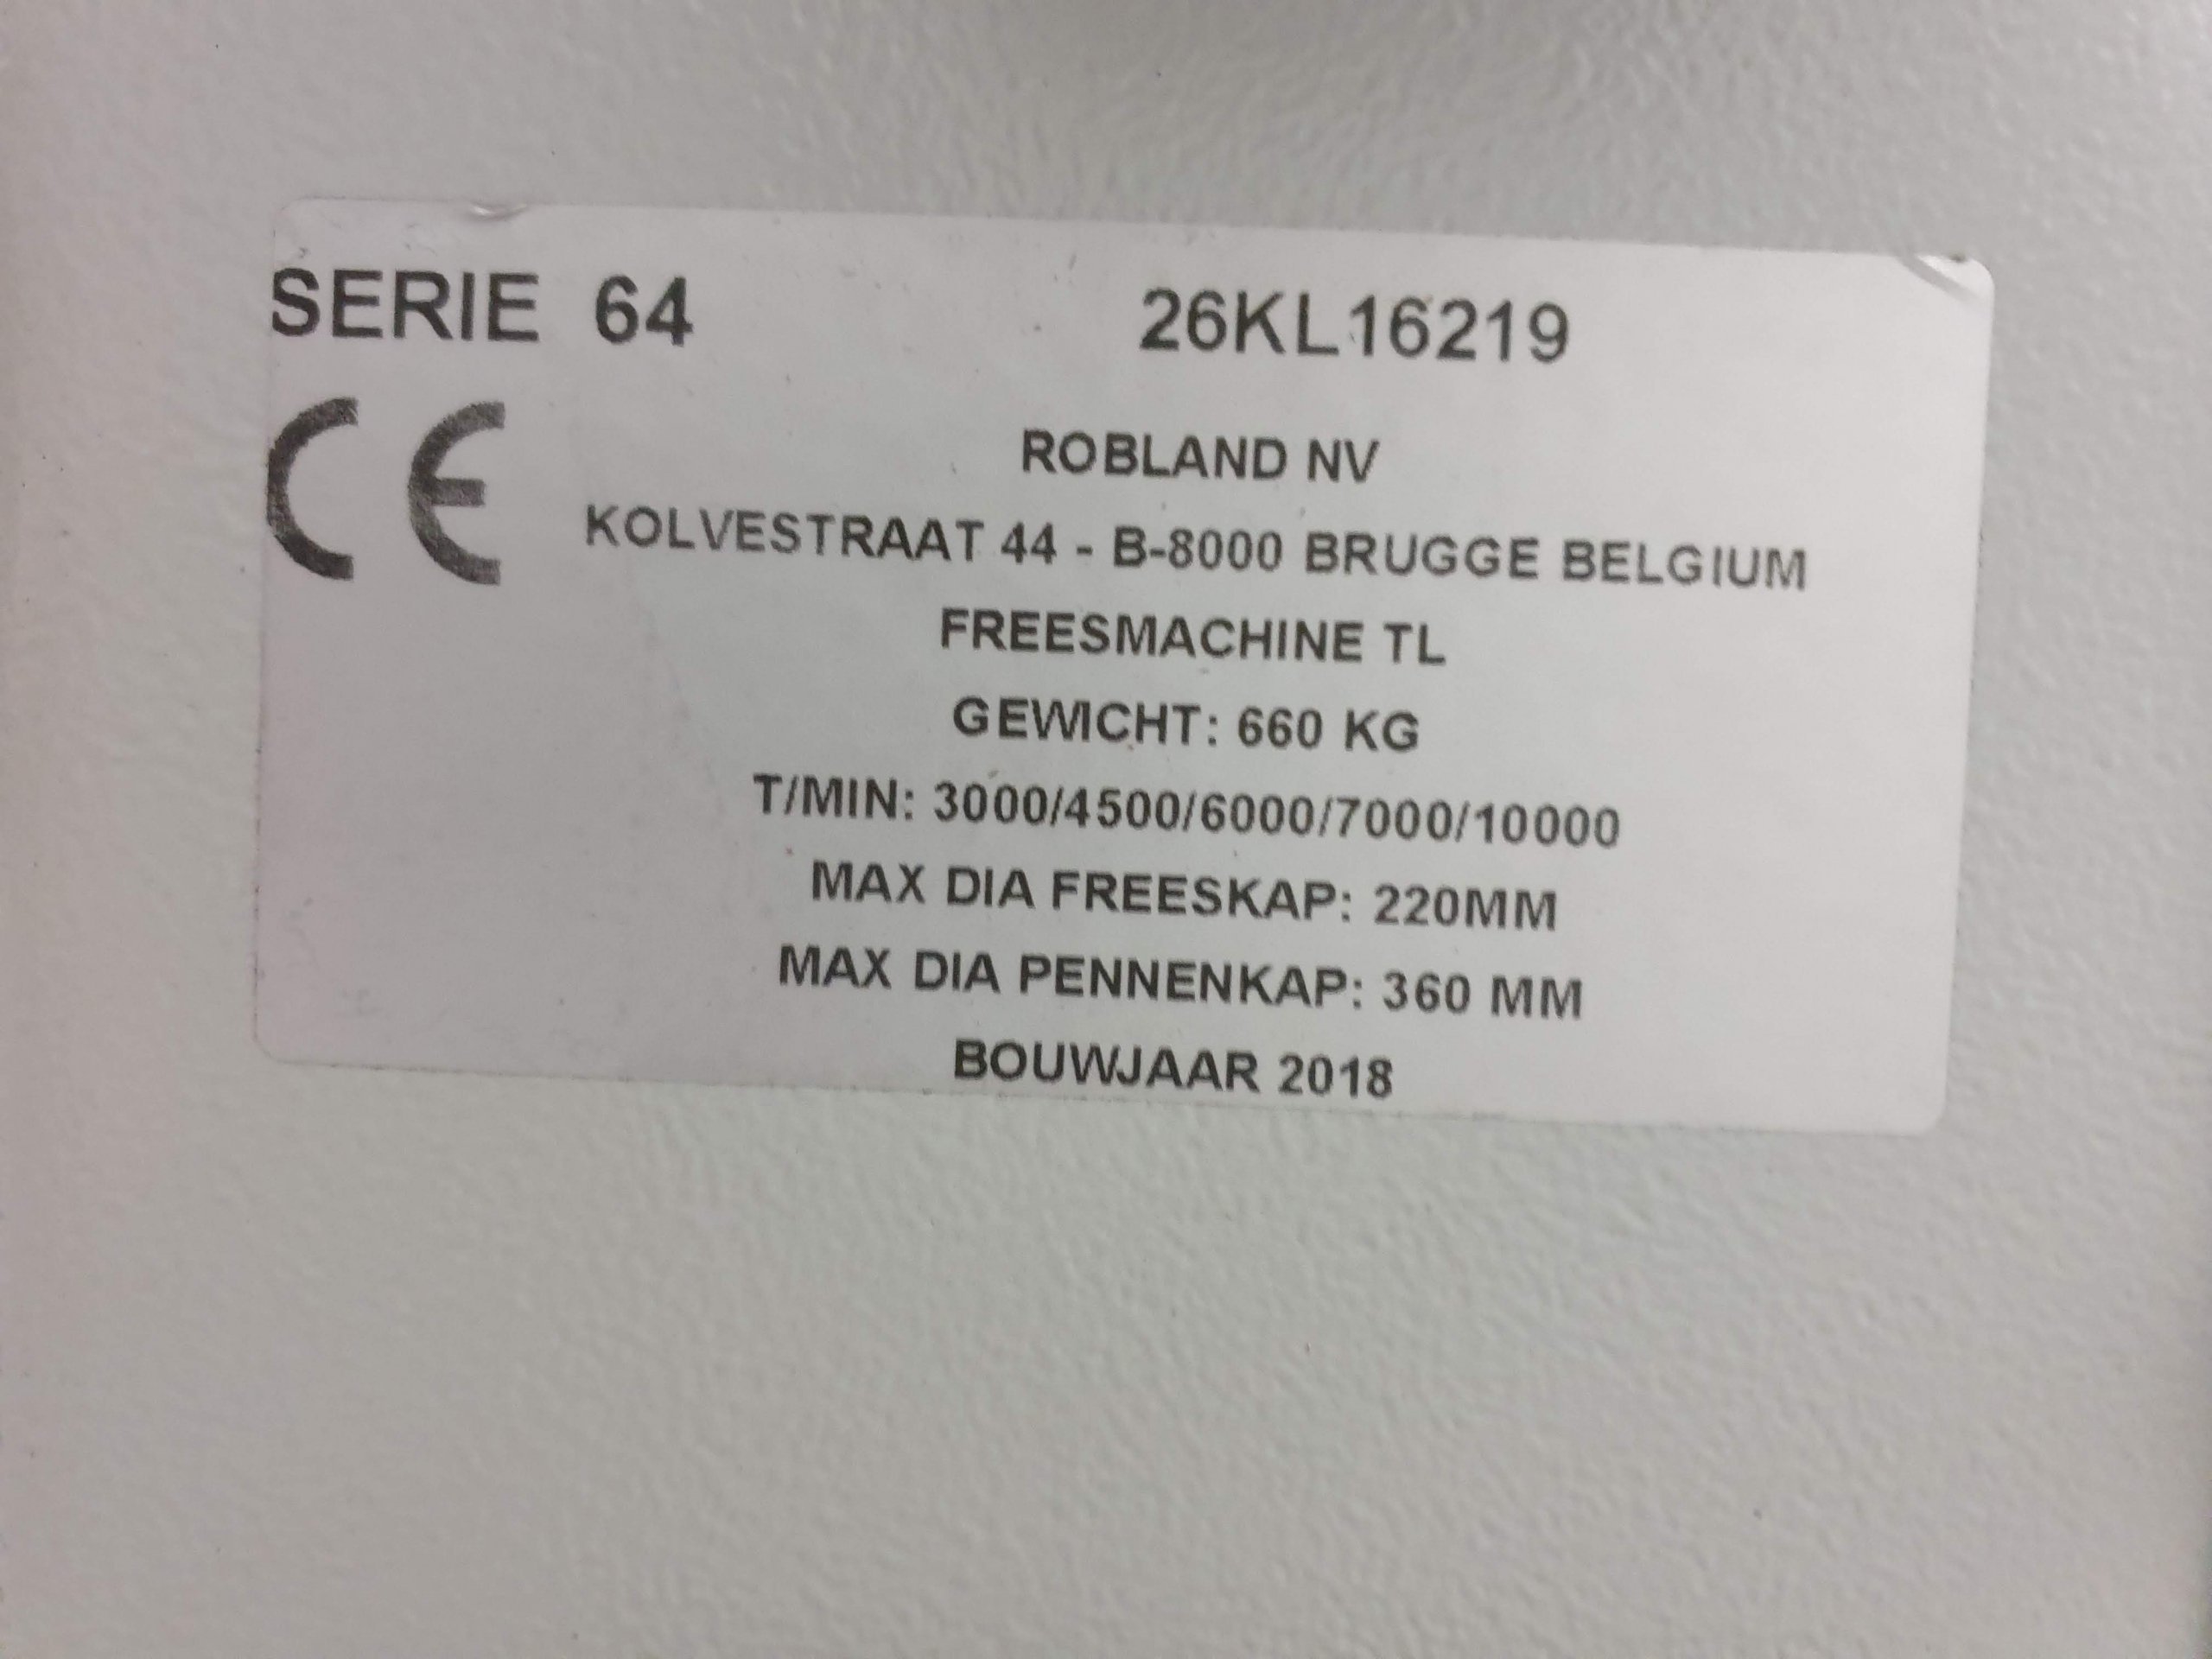 SERIE 64 26KL16219
CE
ROBLAND NV
KOLVESTRAAT 44 - B-8000 BRUGGE BELGIUM
FREESMACHINE TL
GEWICHT: 660 KG
T/MIN: 3000/4500/6000/7000/10000
MAX DIA FREESKAP: 220MM
MAX DIA PENNENKAP: 360 MM
BOUWJAAR 2018